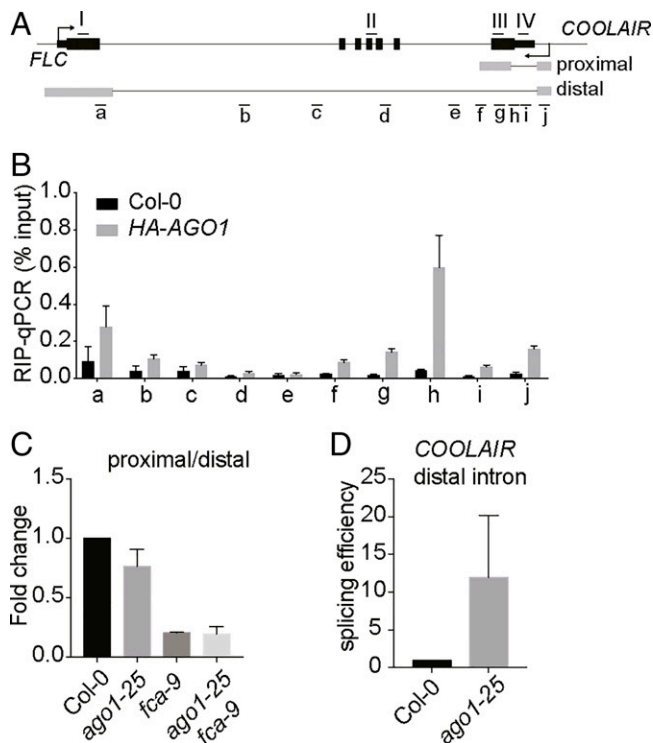 A
I II III IV COOLAIR
FLC
proximal
distal
a b c d e f g h i j
B
RIP-qPCR (% input)
1.0
0.8
0.6
0.4
0.2
0.0
Col-0
HA-AGO1
a b c d e f g h i j
C
proximal/distal
Fold change
1.5
1.0
0.5
0.0
Col-0
ago1-25
fca-9
ago1-25
fca-9
D
COOLAIR
distal intron
splicing efficiency
25
20
15
10
5
0
Col-0
ago1-25